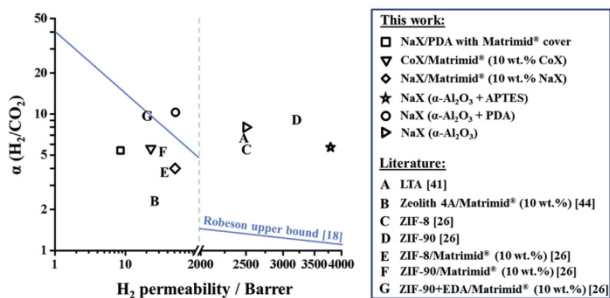 50
10
5
2
1
1
10
2000
2500
3000
3500
4000
α (H₂/CO₂)
H₂ permeability / Barrer
Robeson upper bound [18]
G
F
E
B
A
C
D
This work:
NaX/PDA with Matrimid® cover
CoX/Matrimid® (10 wt.% CoX)
NaX/Matrimid® (10 wt.% NaX)
NaX (α-Al₂O₃ + APTES)
NaX (α-Al₂O₃ + PDA)
NaX (α-Al₂O₃)
Literature:
A LTA [41]
B Zeolith 4A/Matrimid® (10 wt.%) [44]
C ZIF-8 [26]
D ZIF-90 [26]
E ZIF-8/Matrimid® (10 wt.%) [26]
F ZIF-90/Matrimid® (10 wt.%) [26]
G ZIF-90+EDA/Matrimid® (10 wt.%) [26]